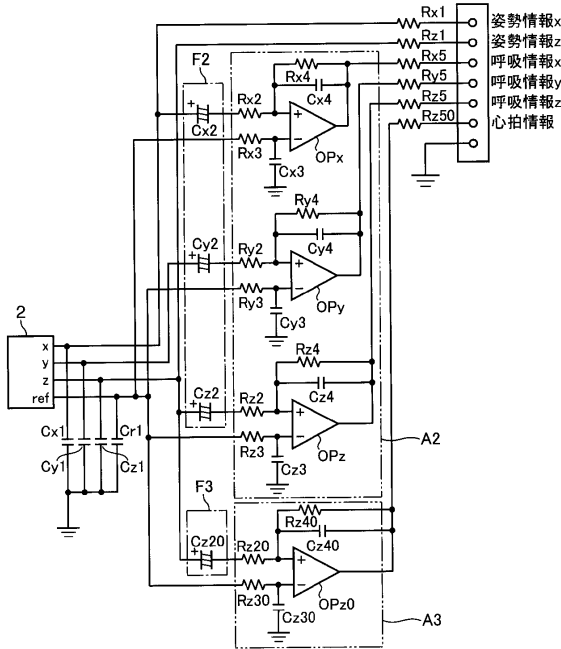 Rx1 姿勢情報x
Rz1 姿勢情報z
Rx5 呼吸情報x
Ry5 呼吸情報y
Rz5 呼吸情報z
Rz50 心拍情報
F2
Rx4
Cx4
Rx2
Cx2
Rx3
OPx
Cx3
Ry4
Cy4
Cy2
Ry2
Ry3
OPy
Cy3
2
x
y
z
ref
Rz4
Cz4
Cz2
Rz2
Rz3
OPz
Cz3
A2
Cx1
Cr1
Cy1
Cz1
F3
Rz40
Cz40
Cz20
Rz20
Rz30
OPz0
Cz30
A3
+
+
−
+
+
−
+
+
−
+
+
−